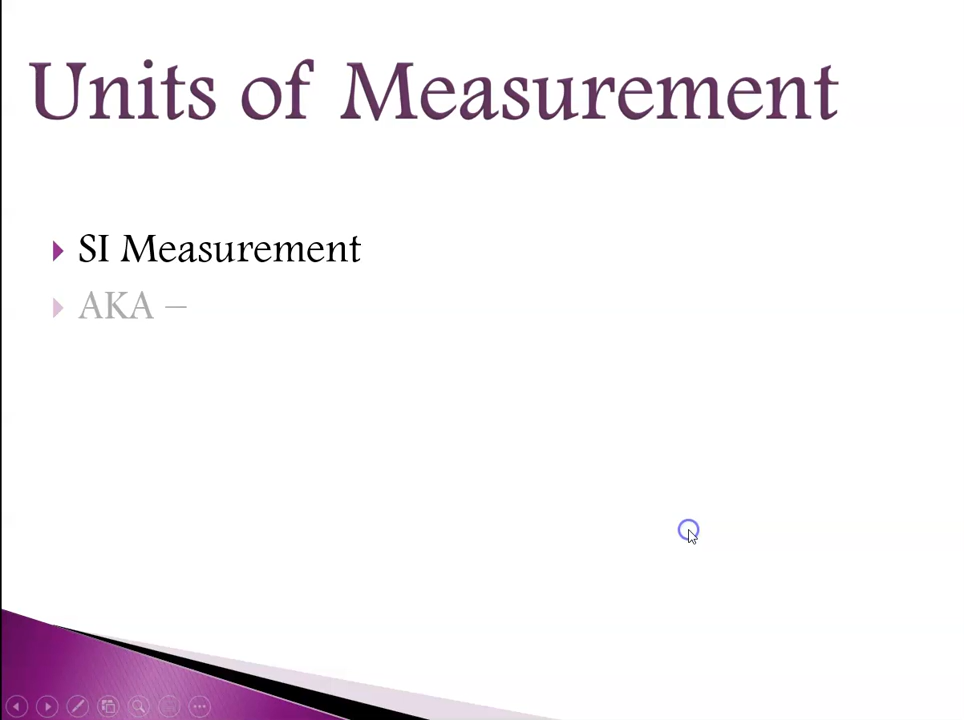 Units of Measurement
SI Measurement
AKA –